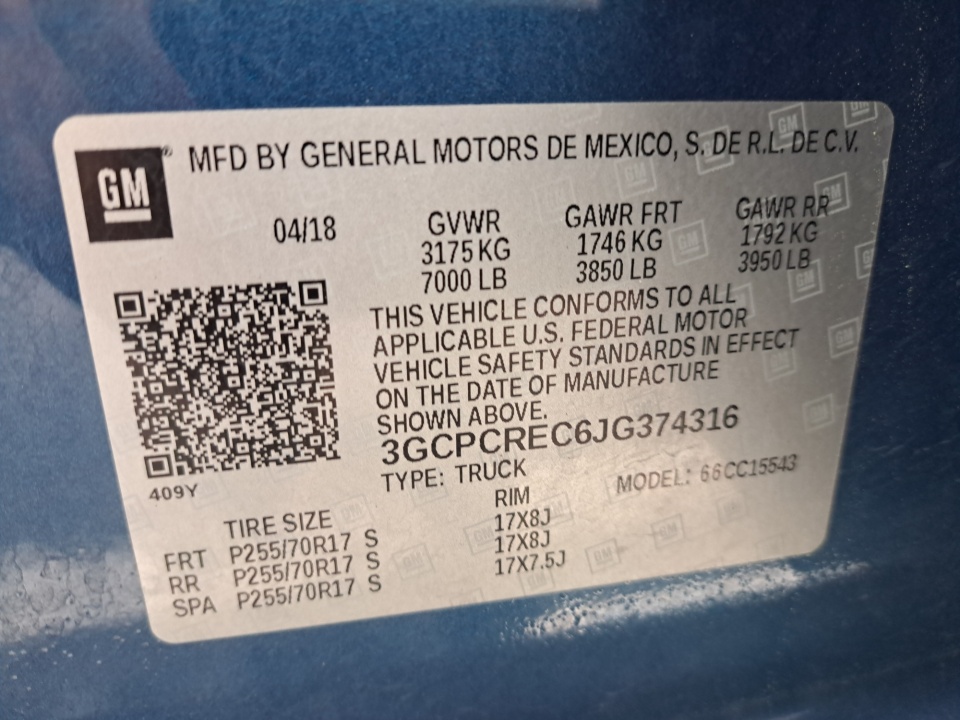 GM® MFD BY GENERAL MOTORS DE MEXICO, S. DE R.L. DE C.V.
04/18 GVWR GAWR FRT GAWR RR
3175 KG 1746 KG 1792 KG
7000 LB 3850 LB 3950 LB
THIS VEHICLE CONFORMS TO ALL
APPLICABLE U.S. FEDERAL MOTOR
VEHICLE SAFETY STANDARDS IN EFFECT
ON THE DATE OF MANUFACTURE
SHOWN ABOVE.
3GCPCREC6JG374316
409Y TYPE: TRUCK MODEL: 66CC15543
TIRE SIZE RIM
FRT P255/70R17 S 17X8J
RR P255/70R17 S 17X8J
SPA P255/70R17 S 17X7.5J